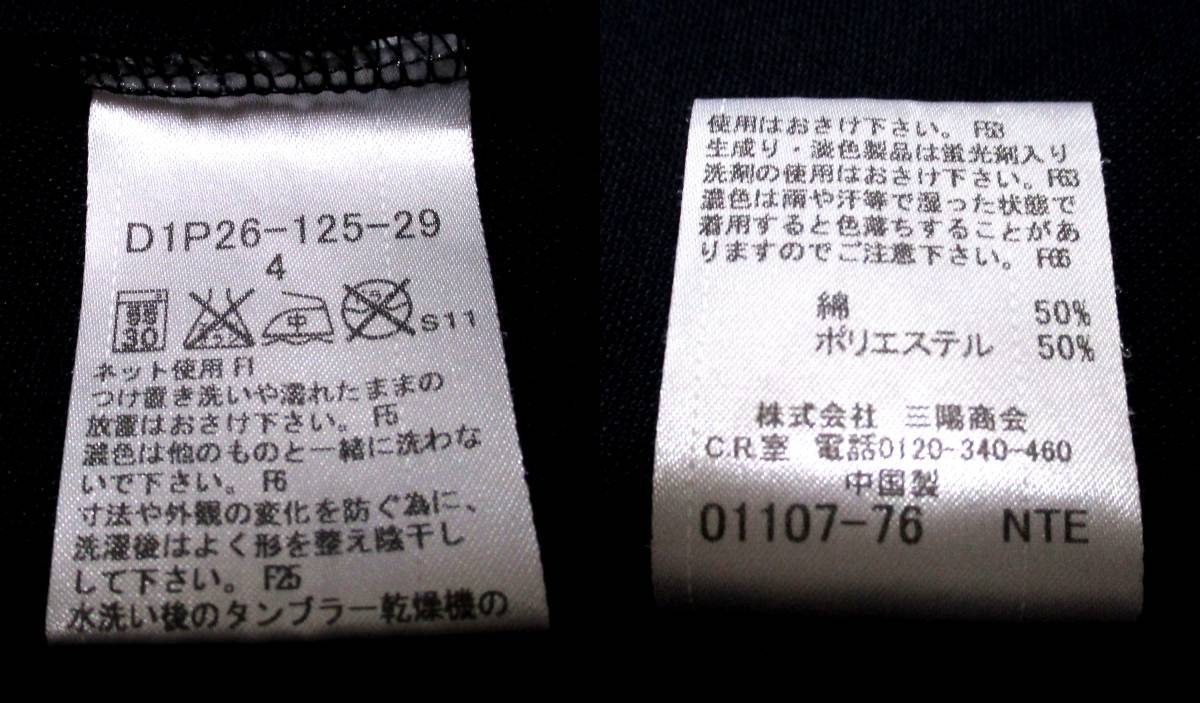 D1P26-125-29
4
弱 30 中 S11
ネット使用 F1
つけ置き洗いや濡れたままの
放置はおさけ下さい。 F5
濃色は他のものと一緒に洗わな
いで下さい。 F6
寸法や外観の変化を防ぐ為に、
洗濯後はよく形を整え陰干し
して下さい。 F25
水洗い後のタンブラー乾燥機の
使用はおさけ下さい。 F53
生成り・淡色製品は蛍光剤入り
洗剤の使用はおさけ下さい。 F63
濃色は雨や汗等で湿った状態で
着用すると色落ちすることがあ
りますのでご注意下さい。 F66
綿 50%
ポリエステル 50%
株式会社 三陽商会
C.R室 電話0120-340-460
中国製
01107-76 NTE